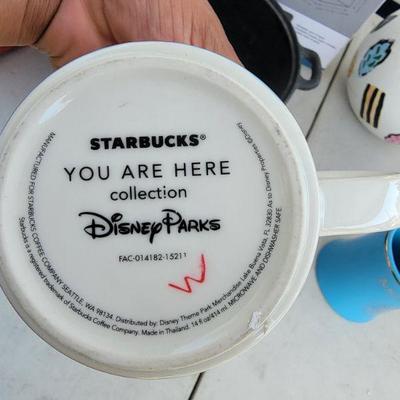 STARBUCKS®
YOU ARE HERE
collection
Disney Parks
FAC-014182-15211
W
MANUFACTURED FOR STARBUCKS COFFEE COMPANY SEATTLE, WA 98134. Distributed by: Disney Theme Park Merchandise Lake Buena Vista, FL 32830 As to Disney Properties ©Disney
Starbucks is a registered trademark of Starbucks Coffee Company. Made in Thailand. 14 fl oz/414 ml. MICROWAVE AND DISHWASHER SAFE